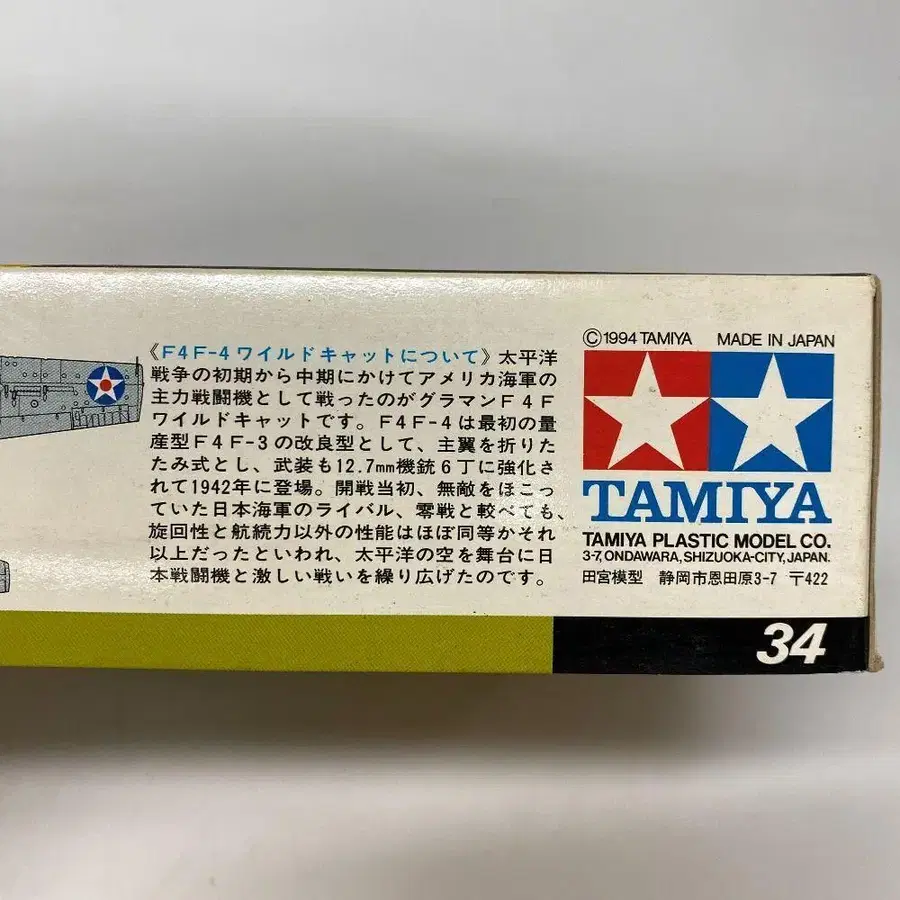 《F4F-4ワイルドキャットについて》太平洋
戦争の初期から中期にかけてアメリカ海軍の
主力戦闘機として戦ったのがグラマンF4F
ワイルドキャットです。F4F-4は最初の量
産型F4F-3の改良型として、主翼を折りた
たみ式とし、武装も12.7mm機銃6丁に強化さ
れて1942年に登場。開戦当初、無敵をほこっ
ていた日本海軍のライバル、零戦と較べても、
旋回性と航続力以外の性能はほぼ同等かそれ
以上だったといわれ、太平洋の空を舞台に日
本戦闘機と激しい戦いを繰り広げたのです。
©1994 TAMIYA MADE IN JAPAN
TAMIYA
TAMIYA PLASTIC MODEL CO.
3-7, ONDAWARA, SHIZUOKA-CITY, JAPAN.
田宮模型 静岡市恩田原3-7 〒422
34